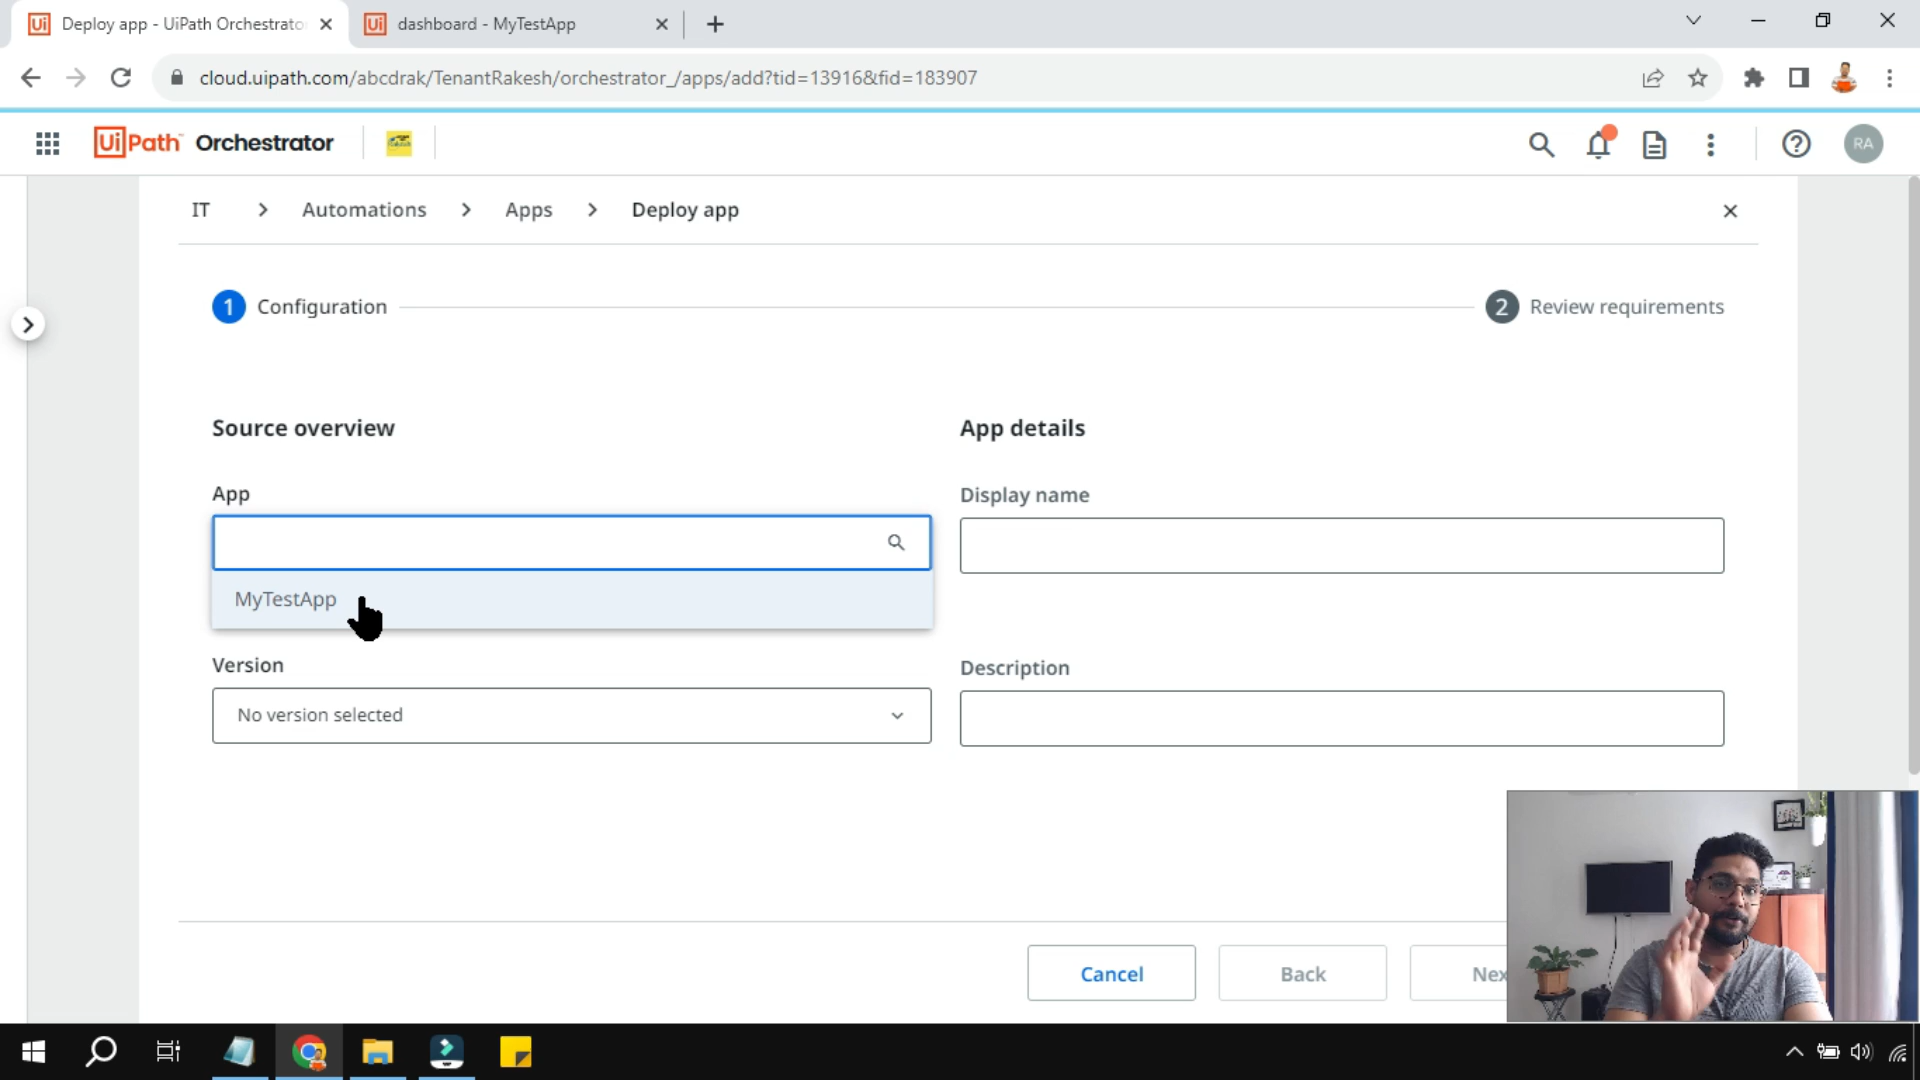 Deploy app - UiPath Orchestrato
dashboard - MyTestApp
cloud.uipath.com/abcdrak/TenantRakesh/orchestrator_/apps/add?tid=13916&fid=183907
UiPath Orchestrator
RA
IT > Automations > Apps > Deploy app
1 Configuration
2 Review requirements
Source overview
App details
App
Display name
MyTestApp
Version
Description
No version selected
Cancel
Back
Nex